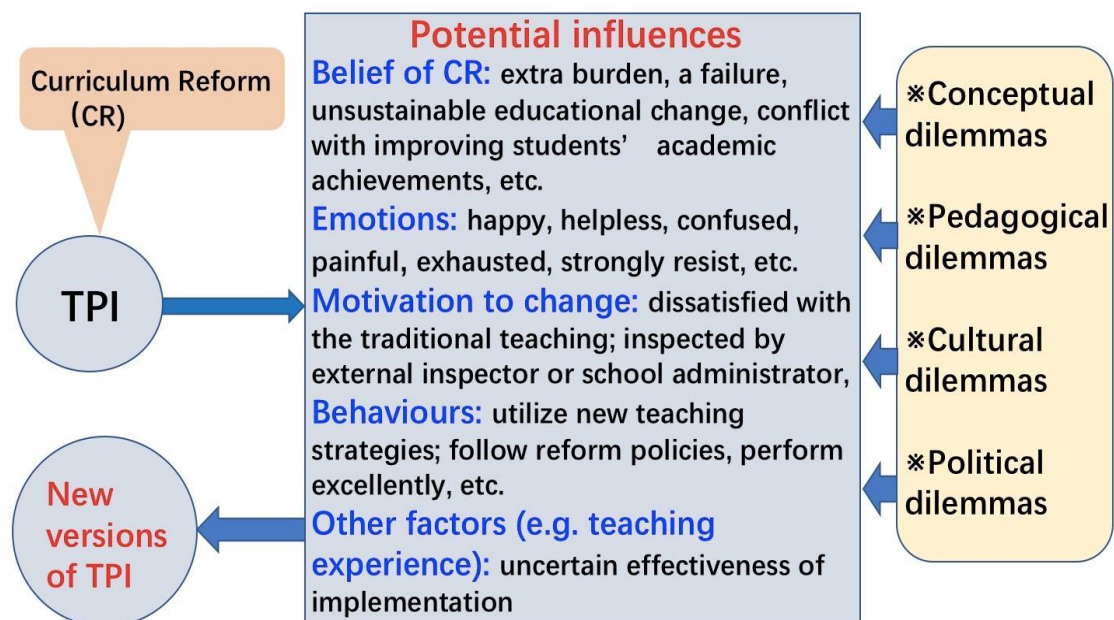 Curriculum Reform
(CR)
TPI
New
versions
of TPI
Potential influences
Belief of CR: extra burden, a failure,
unsustainable educational change, conflict
with improving students’ academic
achievements, etc.
Emotions: happy, helpless, confused,
painful, exhausted, strongly resist, etc.
Motivation to change: dissatisfied with
the traditional teaching; inspected by
external inspector or school administrator,
Behaviours: utilize new teaching
strategies; follow reform policies, perform
excellently, etc.
Other factors (e.g. teaching
experience): uncertain effectiveness of
implementation
※Conceptual
dilemmas
※Pedagogical
dilemmas
※Cultural
dilemmas
※Political
dilemmas